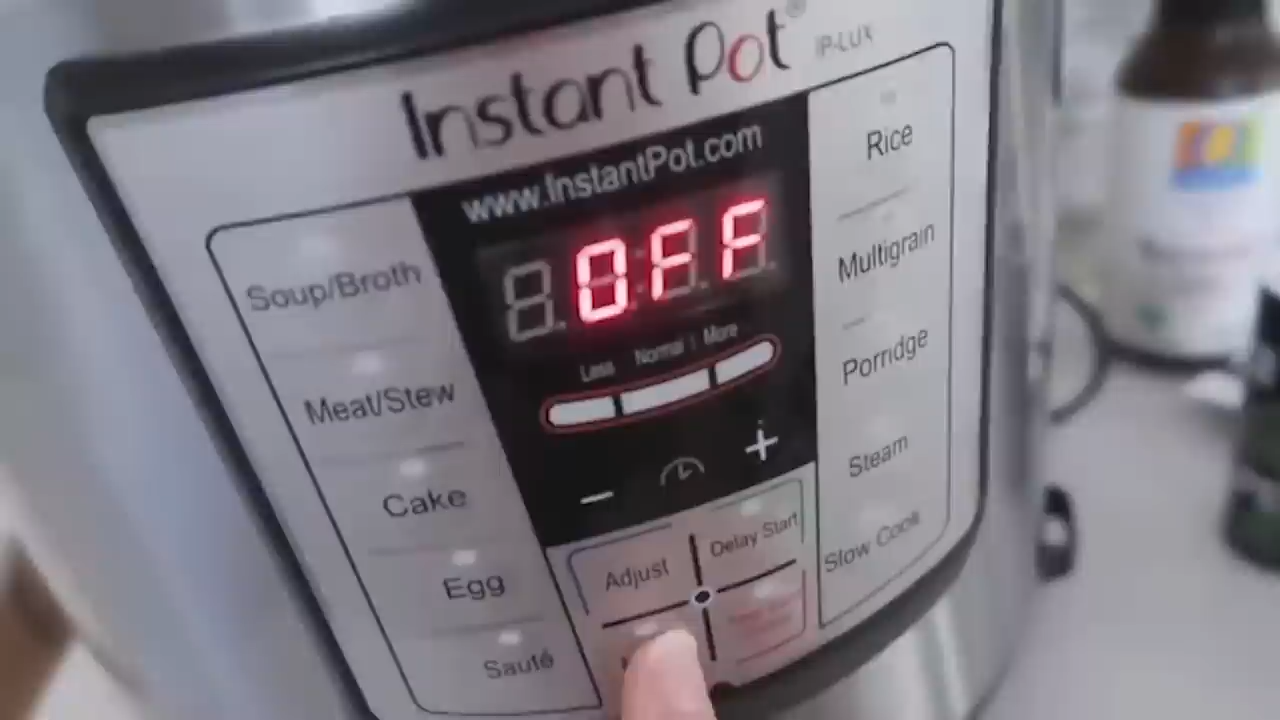 Instant Pot®
IP-LUX
www.InstantPot.com
OFF
Less Normal More
− +
Soup/Broth
Meat/Stew
Cake
Egg
Sauté
Rice
Multigrain
Porridge
Steam
Slow Cook
Adjust
Delay Start